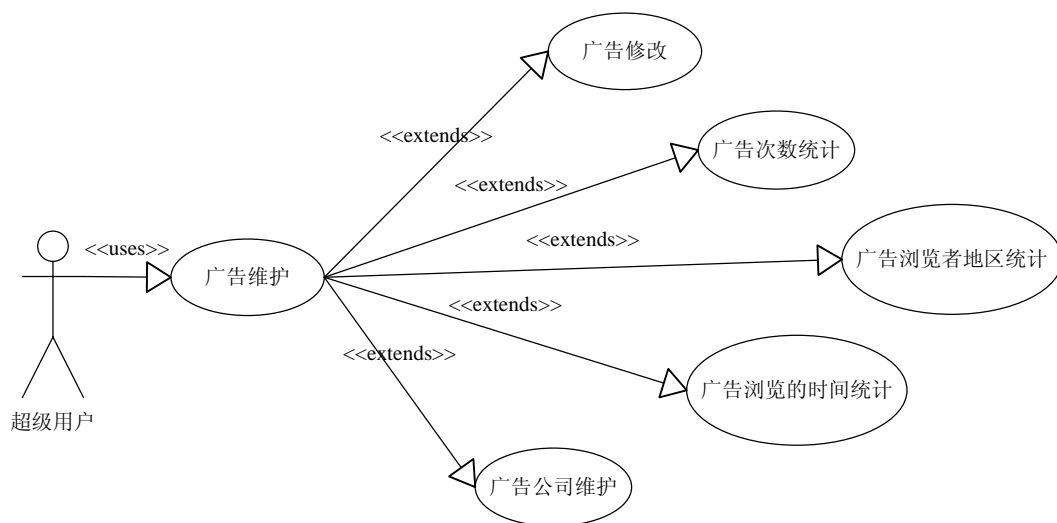 广告修改
<<extends>>
广告次数统计
<<extends>>
<<extends>>
广告浏览者地区统计
<<uses>>
广告维护
<<extends>>
<<extends>>
广告浏览的时间统计
超级用户
广告公司维护